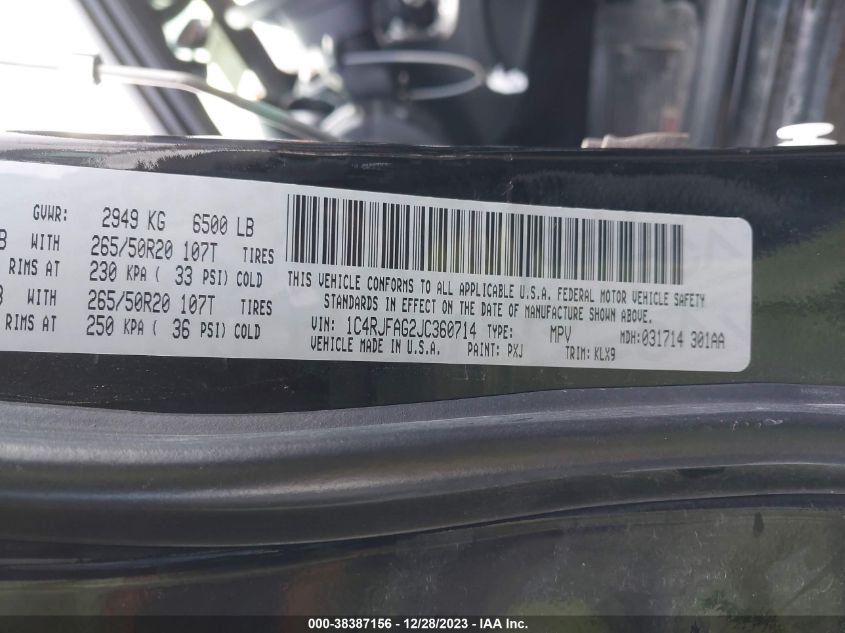 GVWR: 2949 KG 6500 LB
B WITH 265/50R20 107T TIRES
RIMS AT 230 KPA ( 33 PSI) COLD
WITH 265/50R20 107T TIRES
RIMS AT 250 KPA ( 36 PSI) COLD
THIS VEHICLE CONFORMS TO ALL APPLICABLE U.S.A. FEDERAL MOTOR VEHICLE SAFETY
STANDARDS IN EFFECT ON THE DATE OF MANUFACTURE SHOWN ABOVE.
VIN: 1C4RJFAG2JC360714 TYPE: MPV MDH:031714 301AA
VEHICLE MADE IN U.S.A. PAINT: PXJ TRIM: KLX9
000-38387156 - 12/28/2023 - IAA Inc.